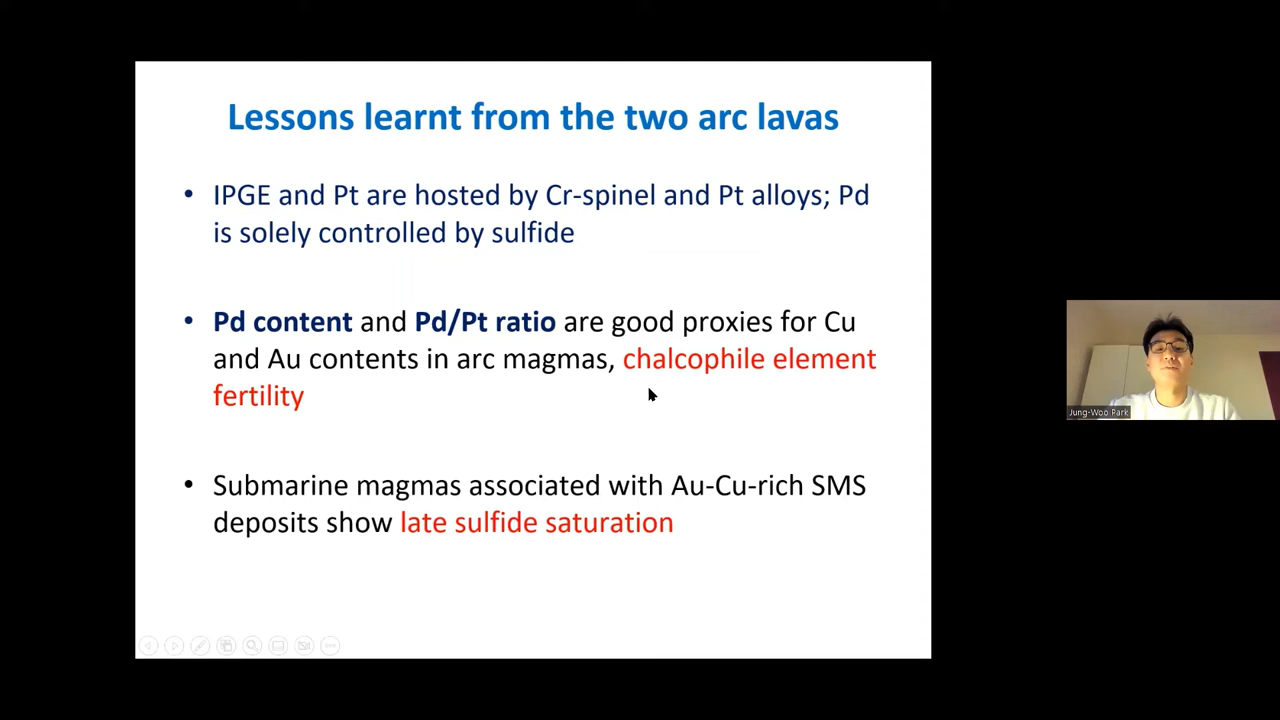 Lessons learnt from the two arc lavas
• IPGE and Pt are hosted by Cr-spinel and Pt alloys; Pd
is solely controlled by sulfide
• Pd content and Pd/Pt ratio are good proxies for Cu
and Au contents in arc magmas, chalcophile element
fertility
• Submarine magmas associated with Au-Cu-rich SMS
deposits show late sulfide saturation
Jung-Woo Park